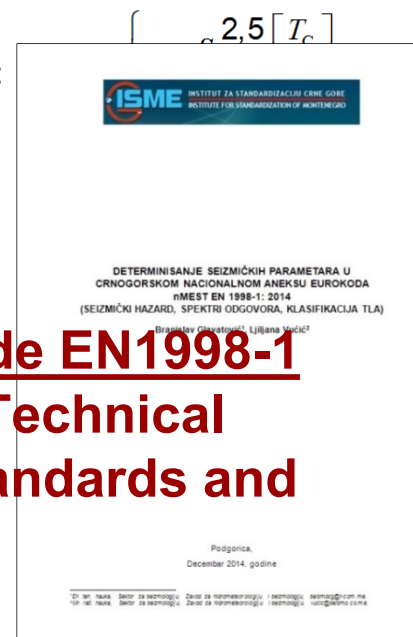 2,5 [ T_C ]
ISME INSTITUT ZA STANDARDIZACIJU CRNE GORE
INSTITUTE FOR STANDARDIZATION OF MONTENEGRO
DETERMINISANJE SEIZMIČKIH PARAMETARA U
CRNOGORSKOM NACIONALNOM ANEKSU EUROKODA
nMEST EN 1998-1: 2014
(SEIZMIČKI HAZARD, SPEKTRI ODGOVORA, KLASIFIKACIJA TLA)
Branislav Glavatović¹, Ljiljana Vučić²
de EN1998-1
Technical
andards and
Podgorica,
Decembar 2014. godine